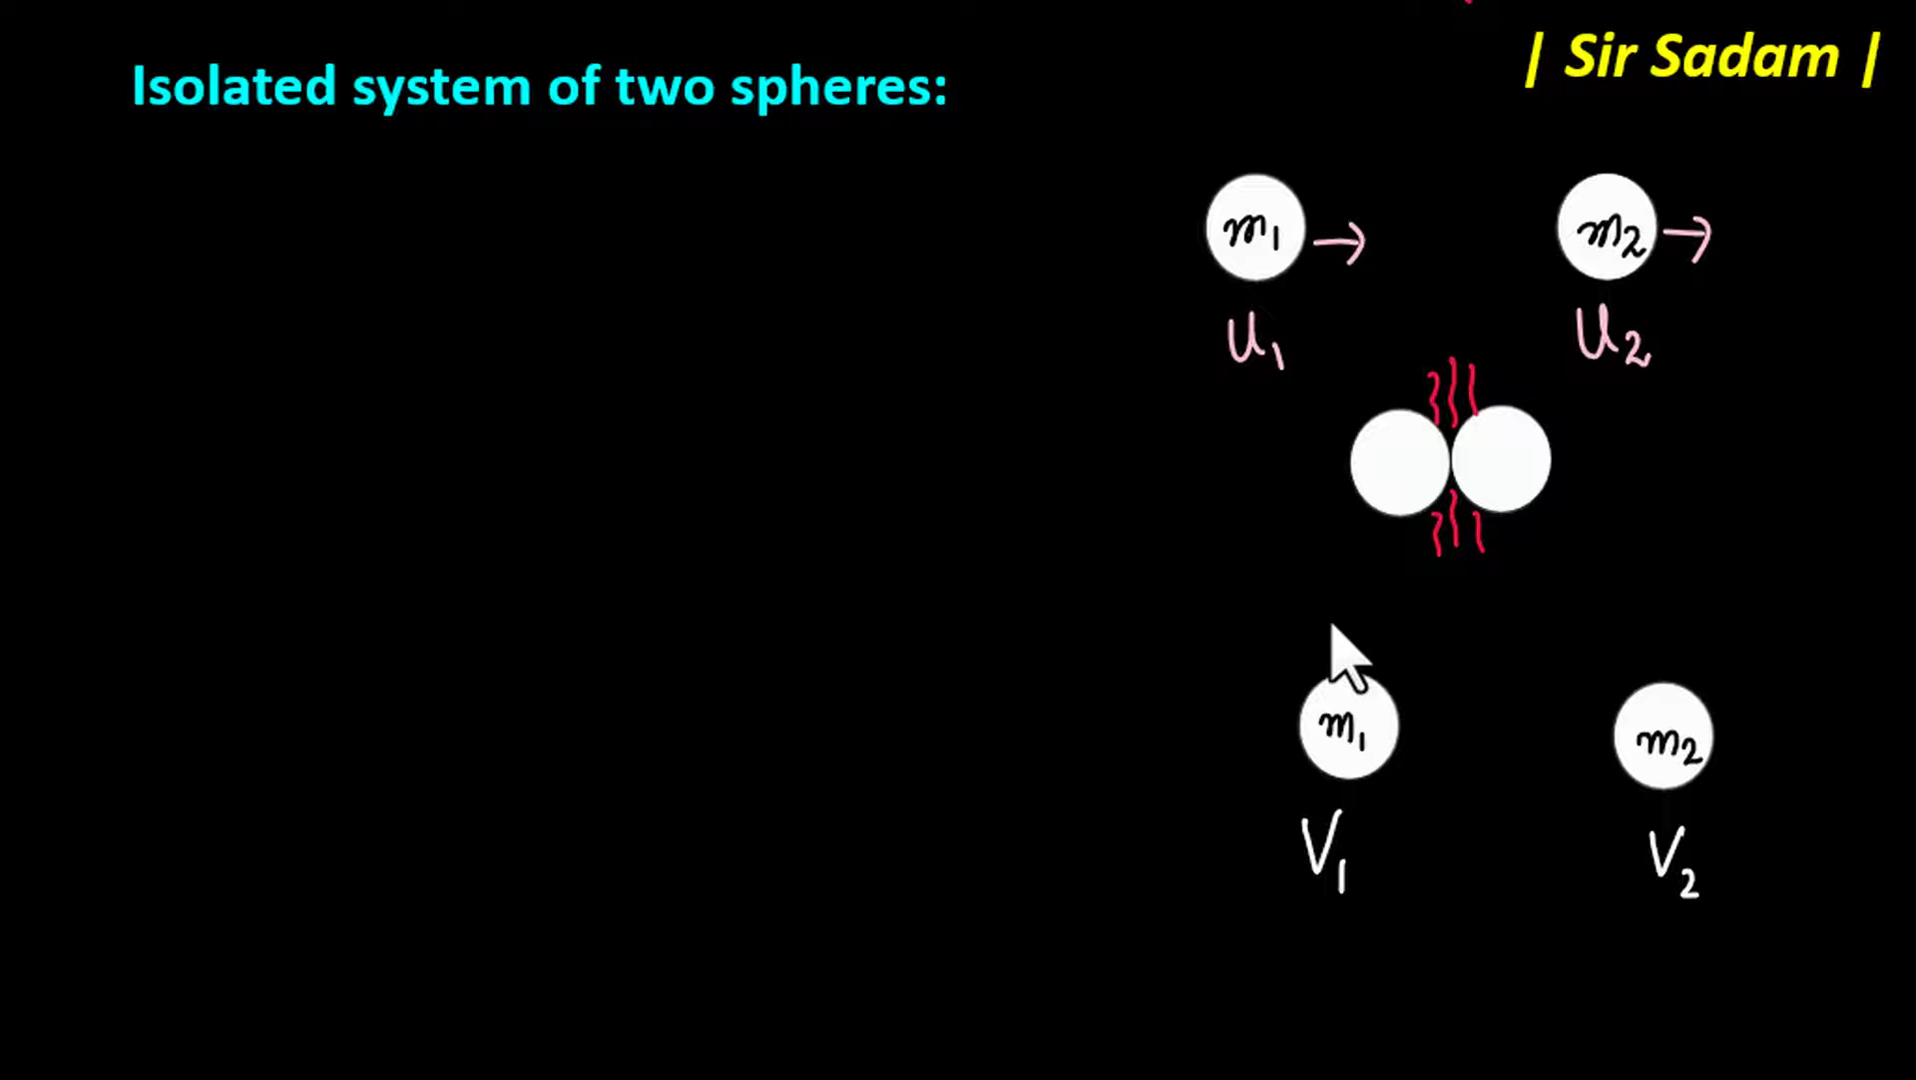 | Sir Sadam |
Isolated system of two spheres:
m1 m2
u1 u2
m1 m2
V1 V2